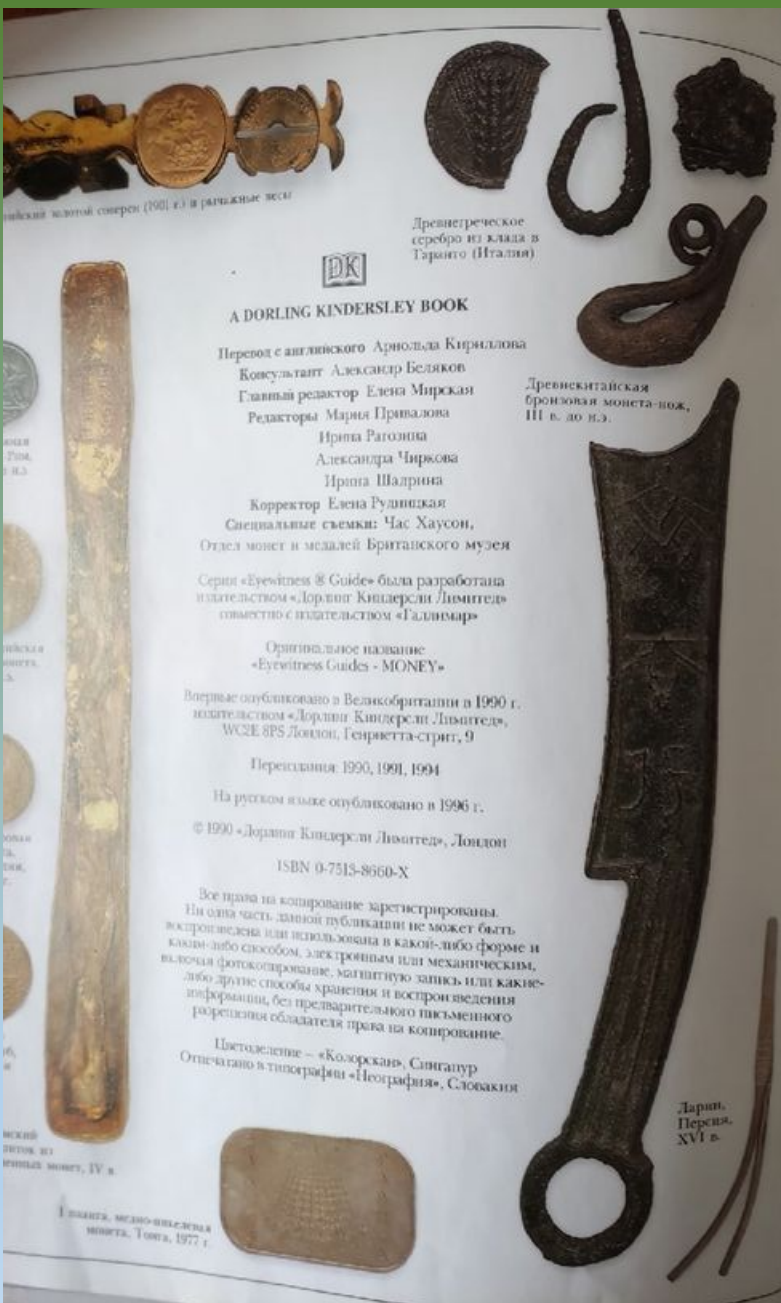 золотой соверен (1901 г.) и рычажные весы
Древнегреческое
серебро из клада в
Таранто (Италия)
DK
A DORLING KINDERSLEY BOOK
Перевод с английского Арнольда Кириллова
Консультант Александр Беляков
Главный редактор Елена Мирская
Редакторы Мария Привалова
Ирина Рагозина
Александра Чиркова
Ирина Шадрина
Корректор Елена Рудницкая
Специальные съемки: Час Хаусон,
Отдел монет и медалей Британского музея
Древнекитайская
бронзовая монета-нож,
III в. до н.э.
Серия «Eyewitness ® Guide» была разработана
издательством «Дорлинг Киндерсли Лимитед»
совместно с издательством «Галлимар»
Оригинальное название
«Eyewitness Guides - MONEY»
Впервые опубликовано в Великобритании в 1990 г.
издательством «Дорлинг Киндерсли Лимитед»,
WC2E 8PS Лондон, Генриетта-стрит, 9
Переиздания: 1990, 1991, 1994
На русском языке опубликовано в 1996 г.
© 1990 «Дорлинг Киндерсли Лимитед», Лондон
ISBN 0-7513-8660-X
Все права на копирование зарегистрированы.
Ни одна часть данной публикации не может быть
воспроизведена или использована в какой-либо форме и
каким-либо способом, электронным или механическим,
включая фотокопирование, магнитную запись или какие-
либо другие способы хранения и воспроизведения
информации, без предварительного письменного
разрешения обладателя права на копирование.
Цветоделение – «Колорскан», Сингапур
Отпечатано в типографии «Неография», Словакия
Ларин,
Персия,
XVI в.
монет, IV в.
1 паанга, медно-никелевая
монета, Тонга, 1977 г.